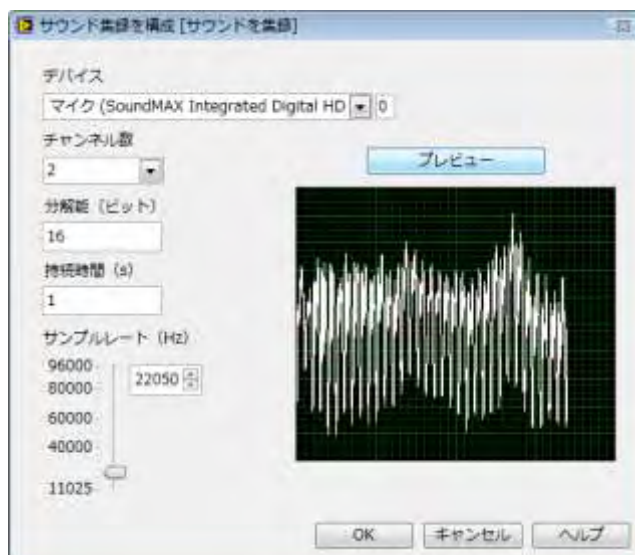 サウンド集録を構成 [サウンドを集録]
デバイス
マイク (SoundMAX Integrated Digital HD
0
チャンネル数
2
プレビュー
分解能（ビット）
16
持続時間（s）
1
サンプルレート（Hz）
96000
80000
60000
40000
11025
22050
OK
キャンセル
ヘルプ